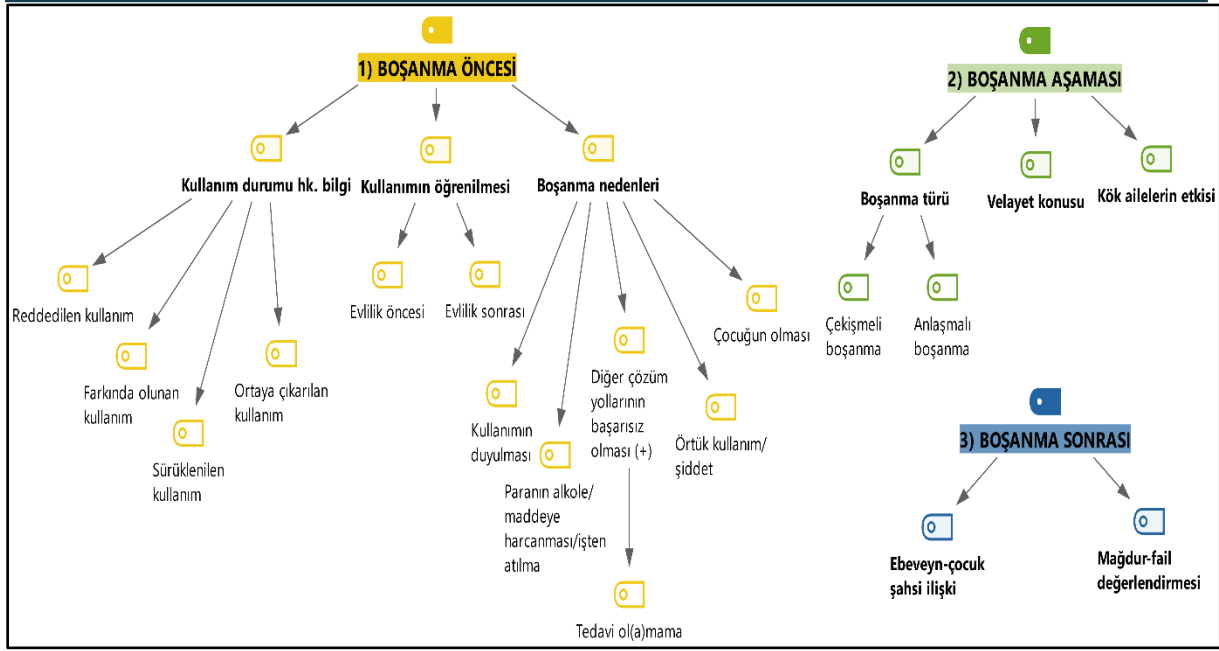 1) BOŞANMA ÖNCESİ
Kullanım durumu hk. bilgi
Kullanımın öğrenilmesi
Boşanma nedenleri
Reddedilen kullanım
Farkında olunan
kullanım
Sürüklenilen
kullanım
Ortaya çıkarılan
kullanım
Evlilik öncesi
Evlilik sonrası
Kullanımın
duyulması
Paranın alkole/
maddeye
harcanması/işten
atılma
Diğer çözüm
yollarının
başarısız
olması (+)
Tedavi ol(a)mama
Örtük kullanım/
şiddet
Çocuğun olması
2) BOŞANMA AŞAMASI
Boşanma türü
Velayet konusu
Kök ailelerin etkisi
Çekişmeli
boşanma
Anlaşmalı
boşanma
3) BOŞANMA SONRASI
Ebeveyn-çocuk
şahsi ilişki
Mağdur-fail
değerlendirmesi